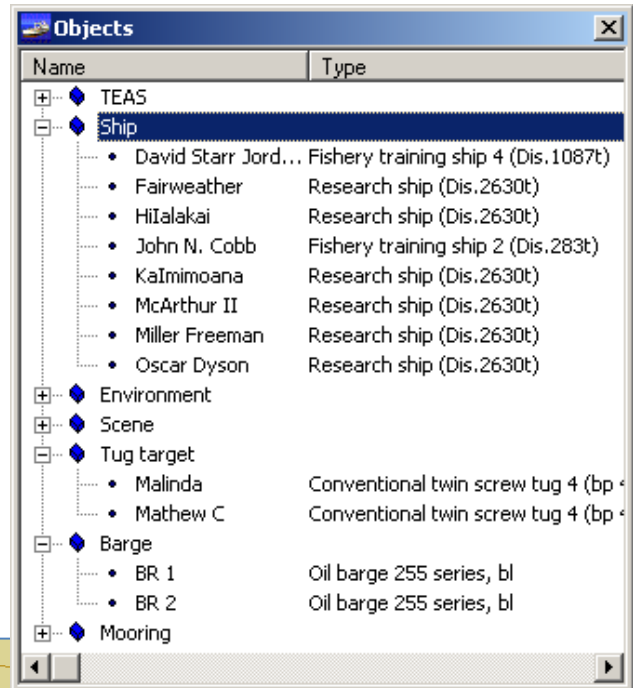 Objects
Name Type
TEAS
Ship
David Starr Jord... Fishery training ship 4 (Dis.1087t)
Fairweather Research ship (Dis.2630t)
HiIalakai Research ship (Dis.2630t)
John N. Cobb Fishery training ship 2 (Dis.283t)
KaImimoana Research ship (Dis.2630t)
McArthur II Research ship (Dis.2630t)
Miller Freeman Research ship (Dis.2630t)
Oscar Dyson Research ship (Dis.2630t)
Environment
Scene
Tug target
Malinda Conventional twin screw tug 4 (bp 4
Mathew C Conventional twin screw tug 4 (bp 4
Barge
BR 1 Oil barge 255 series, bl
BR 2 Oil barge 255 series, bl
Mooring